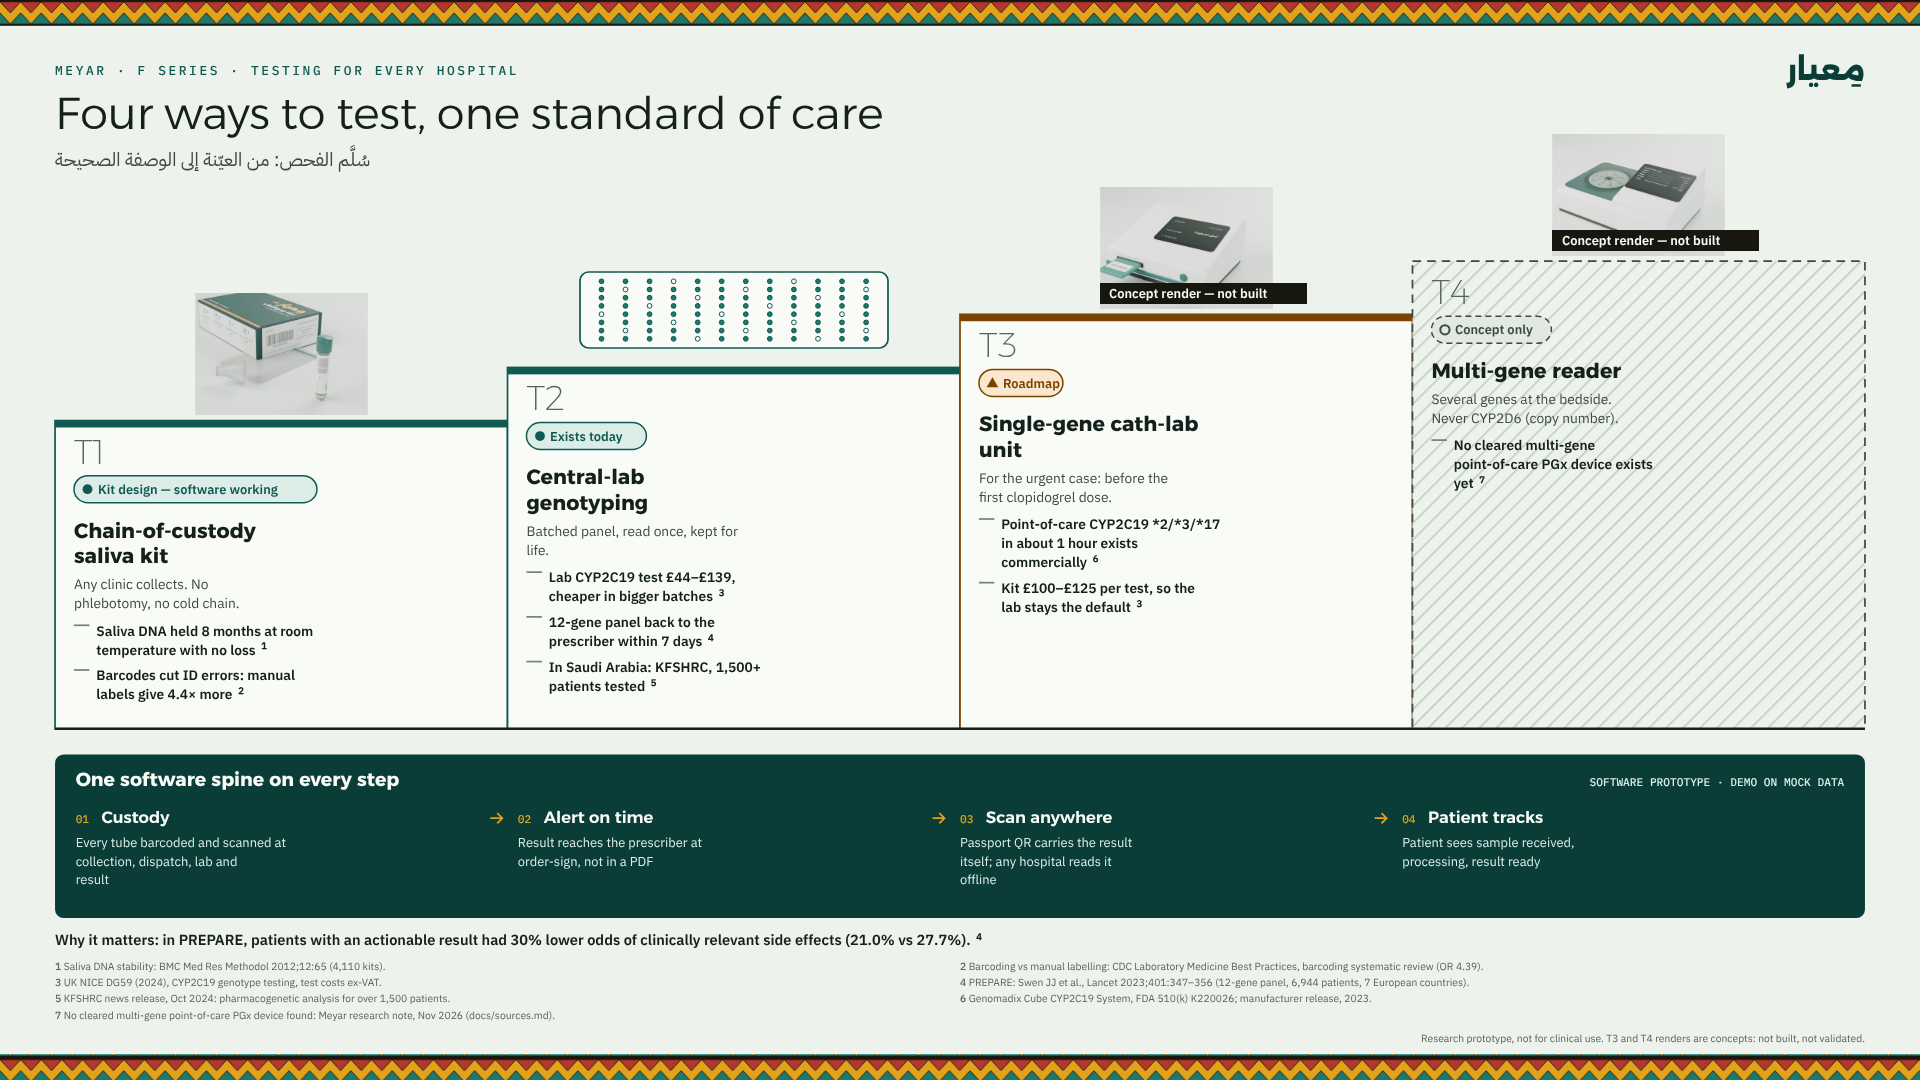 MEYAR · F SERIES · TESTING FOR EVERY HOSPITAL
مِعيار
Four ways to test, one standard of care
سُلَّم الفحص: من العيّنة إلى الوصفة الصحيحة
T1
Kit design — software working
Chain-of-custody
saliva kit
Any clinic collects. No
phlebotomy, no cold chain.
— Saliva DNA held 8 months at room
temperature with no loss 1
— Barcodes cut ID errors: manual
labels give 4.4× more 2
T2
Exists today
Central-lab
genotyping
Batched panel, read once, kept for
life.
— Lab CYP2C19 test £44–£139,
cheaper in bigger batches 3
— 12-gene panel back to the
prescriber within 7 days 4
— In Saudi Arabia: KFSHRC, 1,500+
patients tested 5
Concept render — not built
T3
Roadmap
Single-gene cath-lab
unit
For the urgent case: before the
first clopidogrel dose.
— Point-of-care CYP2C19 *2/*3/*17
in about 1 hour exists
commercially 6
— Kit £100–£125 per test, so the
lab stays the default 3
Concept render — not built
T4
Concept only
Multi-gene reader
Several genes at the bedside.
Never CYP2D6 (copy number).
— No cleared multi-gene
point-of-care PGx device exists
yet 7
One software spine on every step
SOFTWARE PROTOTYPE · DEMO ON MOCK DATA
01 Custody
Every tube barcoded and scanned at
collection, dispatch, lab and
result
→ 02 Alert on time
Result reaches the prescriber at
order-sign, not in a PDF
→ 03 Scan anywhere
Passport QR carries the result
itself; any hospital reads it
offline
→ 04 Patient tracks
Patient sees sample received,
processing, result ready
Why it matters: in PREPARE, patients with an actionable result had 30% lower odds of clinically relevant side effects (21.0% vs 27.7%). 4
1 Saliva DNA stability: BMC Med Res Methodol 2012;12:65 (4,110 kits).
2 Barcoding vs manual labelling: CDC Laboratory Medicine Best Practices, barcoding systematic review (OR 4.39).
3 UK NICE DG59 (2024), CYP2C19 genotype testing, test costs ex-VAT.
4 PREPARE: Swen JJ et al., Lancet 2023;401:347–356 (12-gene panel, 6,944 patients, 7 European countries).
5 KFSHRC news release, Oct 2024: pharmacogenetic analysis for over 1,500 patients.
6 Genomadix Cube CYP2C19 System, FDA 510(k) K220026; manufacturer release, 2023.
7 No cleared multi-gene point-of-care PGx device found: Meyar research note, Nov 2026 (docs/sources.md).
Research prototype, not for clinical use. T3 and T4 renders are concepts: not built, not validated.